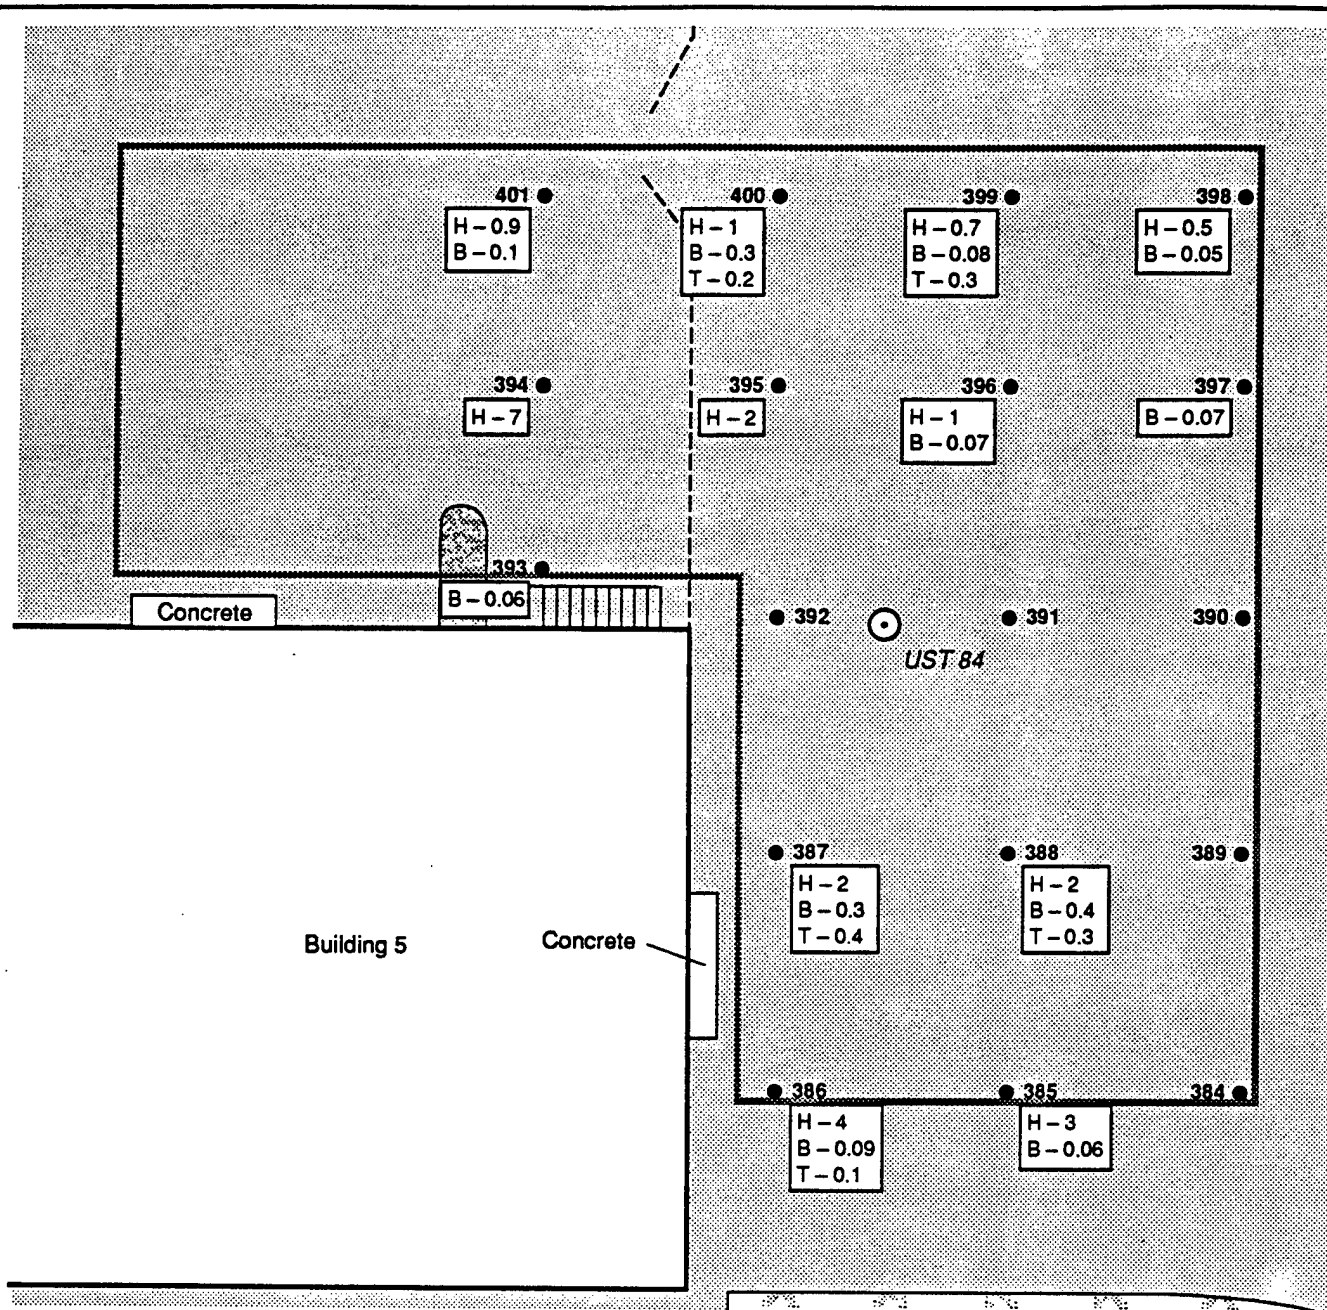 401
H – 0.9
B – 0.1
400
H – 1
B – 0.3
T – 0.2
399
H – 0.7
B – 0.08
T – 0.3
398
H – 0.5
B – 0.05
394
H – 7
395
H – 2
396
H – 1
B – 0.07
397
B – 0.07
393
B – 0.06
Concrete
392
UST 84
391
390
387
H – 2
B – 0.3
T – 0.4
388
H – 2
B – 0.4
T – 0.3
389
Building 5
Concrete
386
H – 4
B – 0.09
T – 0.1
385
H – 3
B – 0.06
384